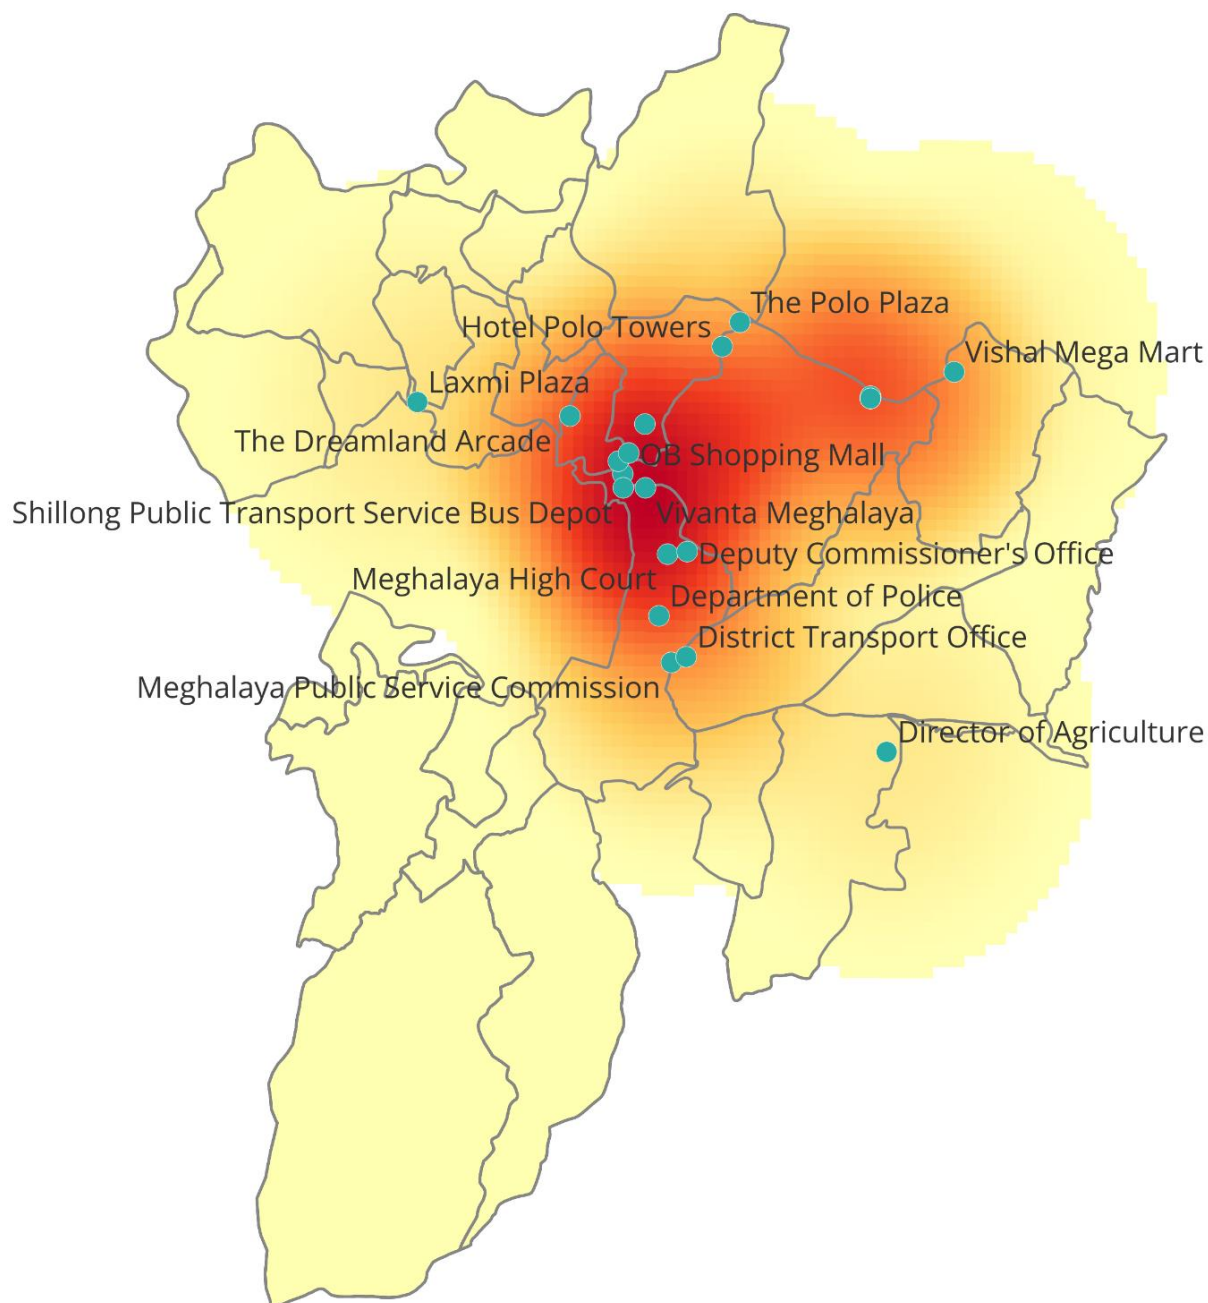 The Polo Plaza
Hotel Polo Towers
Vishal Mega Mart
Laxmi Plaza
The Dreamland Arcade
OB Shopping Mall
Shillong Public Transport Service Bus Depot
Vivanta Meghalaya
Deputy Commissioner's Office
Meghalaya High Court
Department of Police
District Transport Office
Meghalaya Public Service Commission
Director of Agriculture